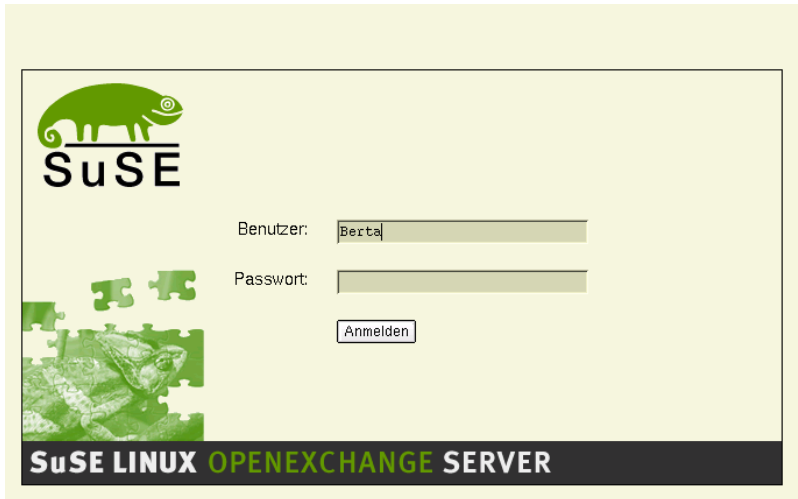 SuSE
Benutzer: Berta
Passwort:
Anmelden
SuSE LINUX OPENEXCHANGE SERVER